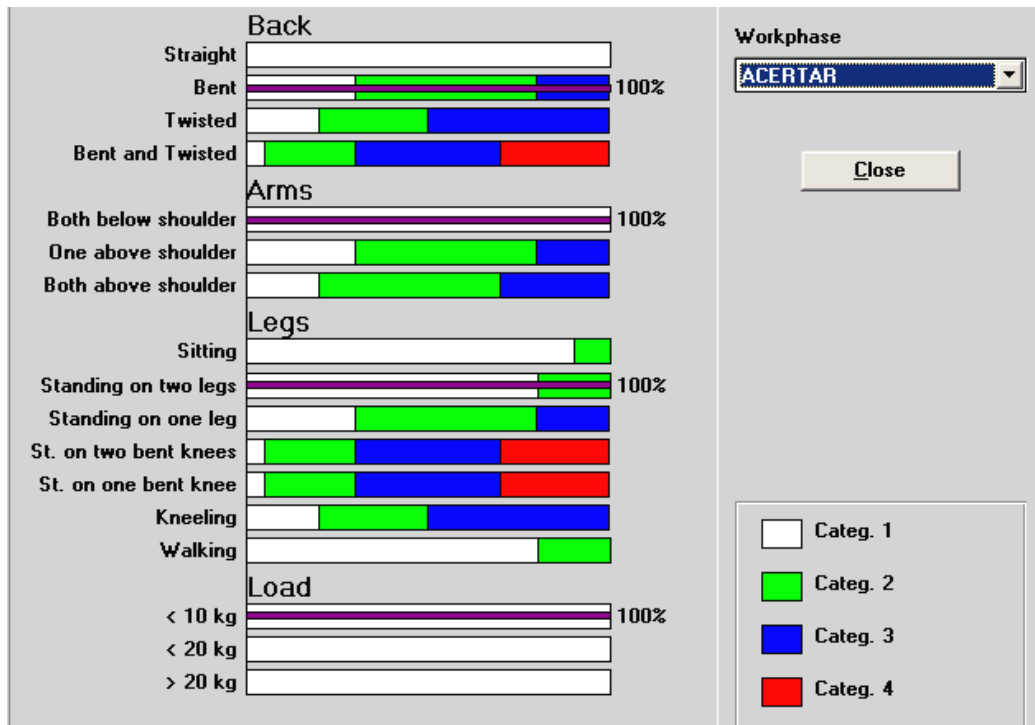 Back
Straight
Bent 100%
Twisted
Bent and Twisted
Arms
Both below shoulder 100%
One above shoulder
Both above shoulder
Legs
Sitting
Standing on two legs 100%
Standing on one leg
St. on two bent knees
St. on one bent knee
Kneeling
Walking
Load
< 10 kg 100%
< 20 kg
> 20 kg
Workphase
ACERTAR
Close
Categ. 1
Categ. 2
Categ. 3
Categ. 4